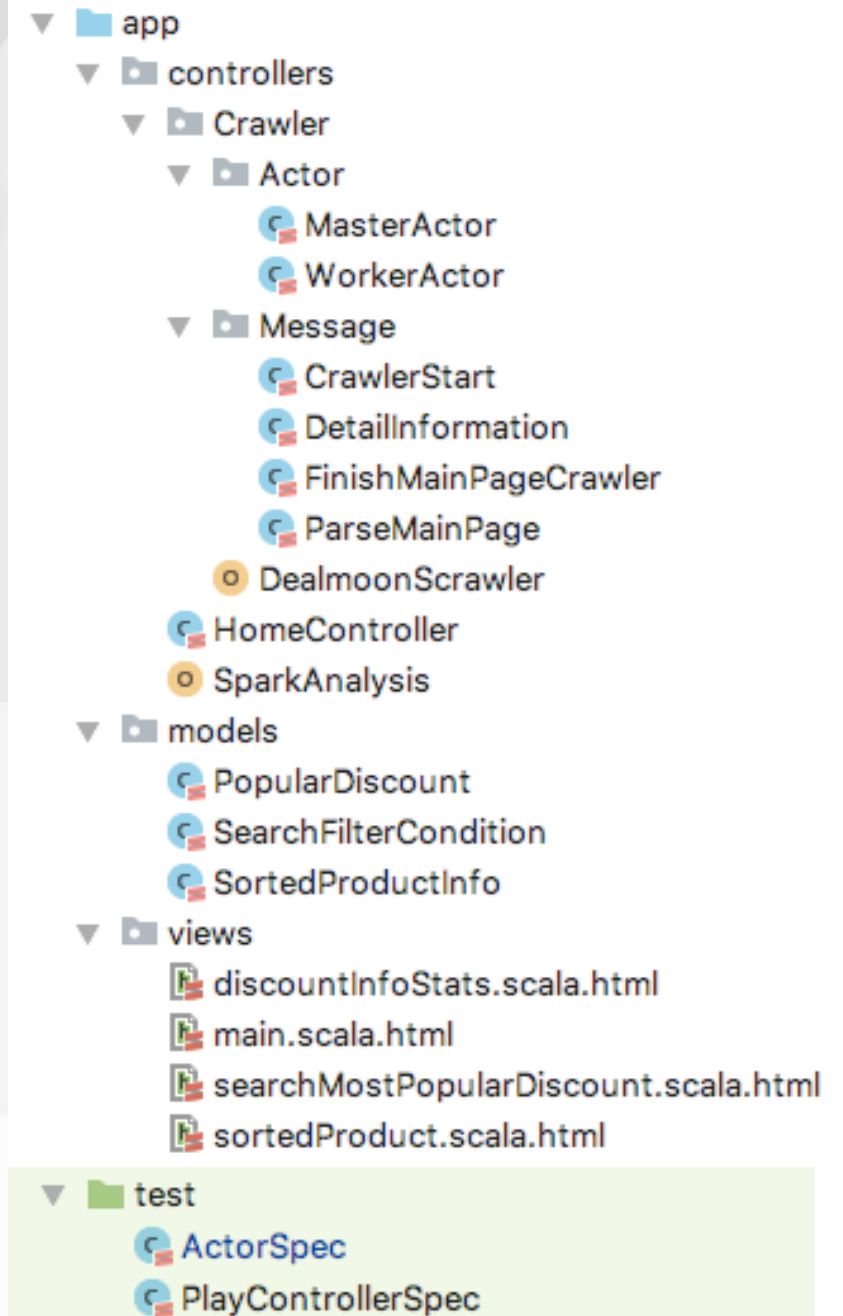 app
controllers
Crawler
Actor
MasterActor
WorkerActor
Message
CrawlerStart
DetailInformation
FinishMainPageCrawler
ParseMainPage
DealmoonScrawler
HomeController
SparkAnalysis
models
PopularDiscount
SearchFilterCondition
SortedProductInfo
views
discountInfoStats.scala.html
main.scala.html
searchMostPopularDiscount.scala.html
sortedProduct.scala.html
test
ActorSpec
PlayControllerSpec